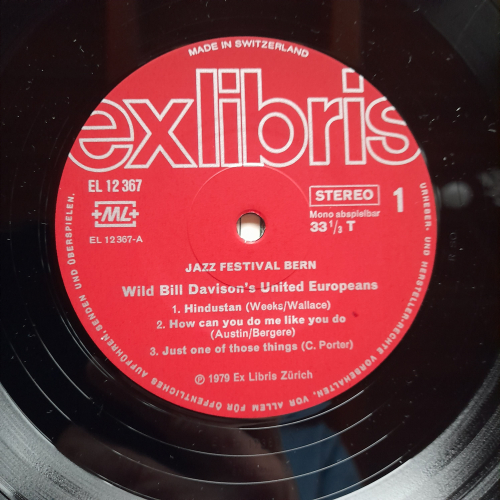 MADE IN SWITZERLAND
exlibris
EL 12 367
STEREO
1
+ML+
Mono abspielbar
EL 12367-A
33 1/3 T
JAZZ FESTIVAL BERN
Wild Bill Davison's United Europeans
1. Hindustan (Weeks/Wallace)
2. How can you do me like you do
(Austin/Bergere)
3. Just one of those things (C. Porter)
℗ 1979 Ex Libris Zürich
URHEBER- UND HERSTELLER-RECHTE VORBEHALTEN, VOR ALLEM FÜR ÖFFENTLICHES AUFFÜHREN, SENDEN UND ÜBERSPIELEN.